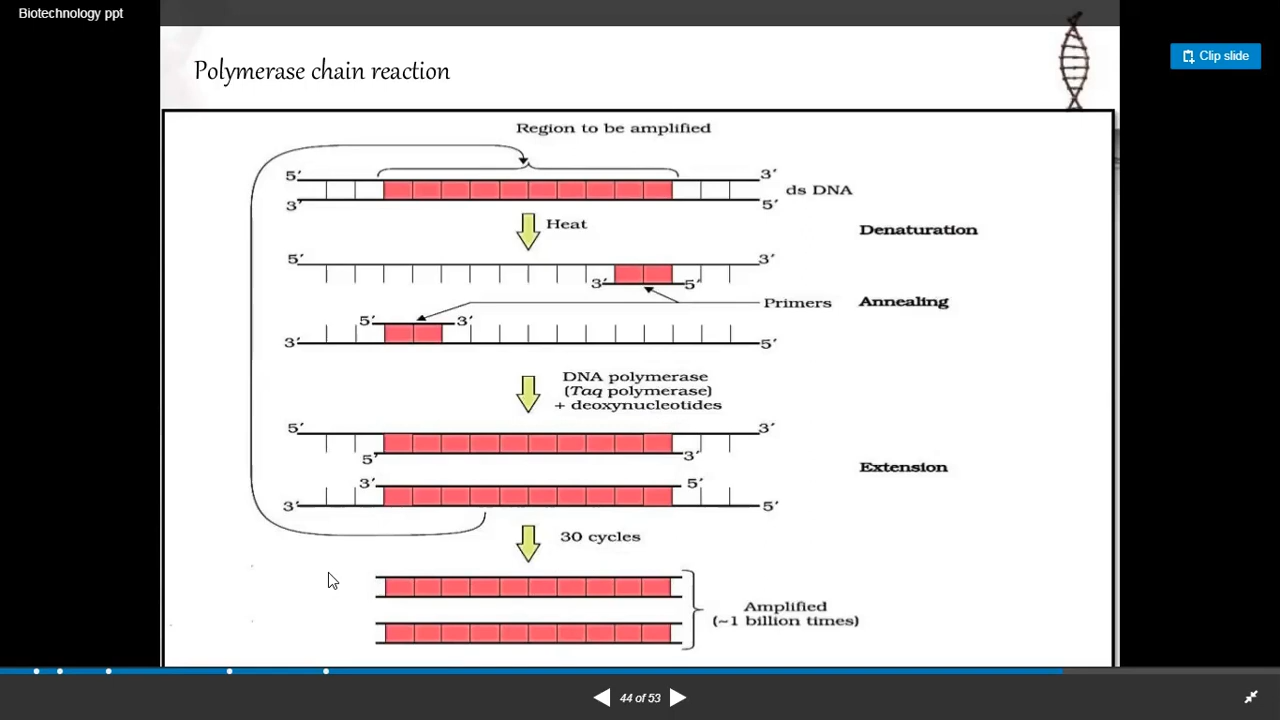 Biotechnology ppt
Clip slide
Polymerase chain reaction
Region to be amplified
5′ 3′
ds DNA
3′ 5′
Heat
Denaturation
5′ 3′
3′ 5′
Primers Annealing
5′ 3′
3′ 5′
DNA polymerase
(Taq polymerase)
+ deoxynucleotides
5′ 3′
5′ 3′
Extension
3′ 5′
3′ 5′
30 cycles
Amplified
(~1 billion times)
44 of 53